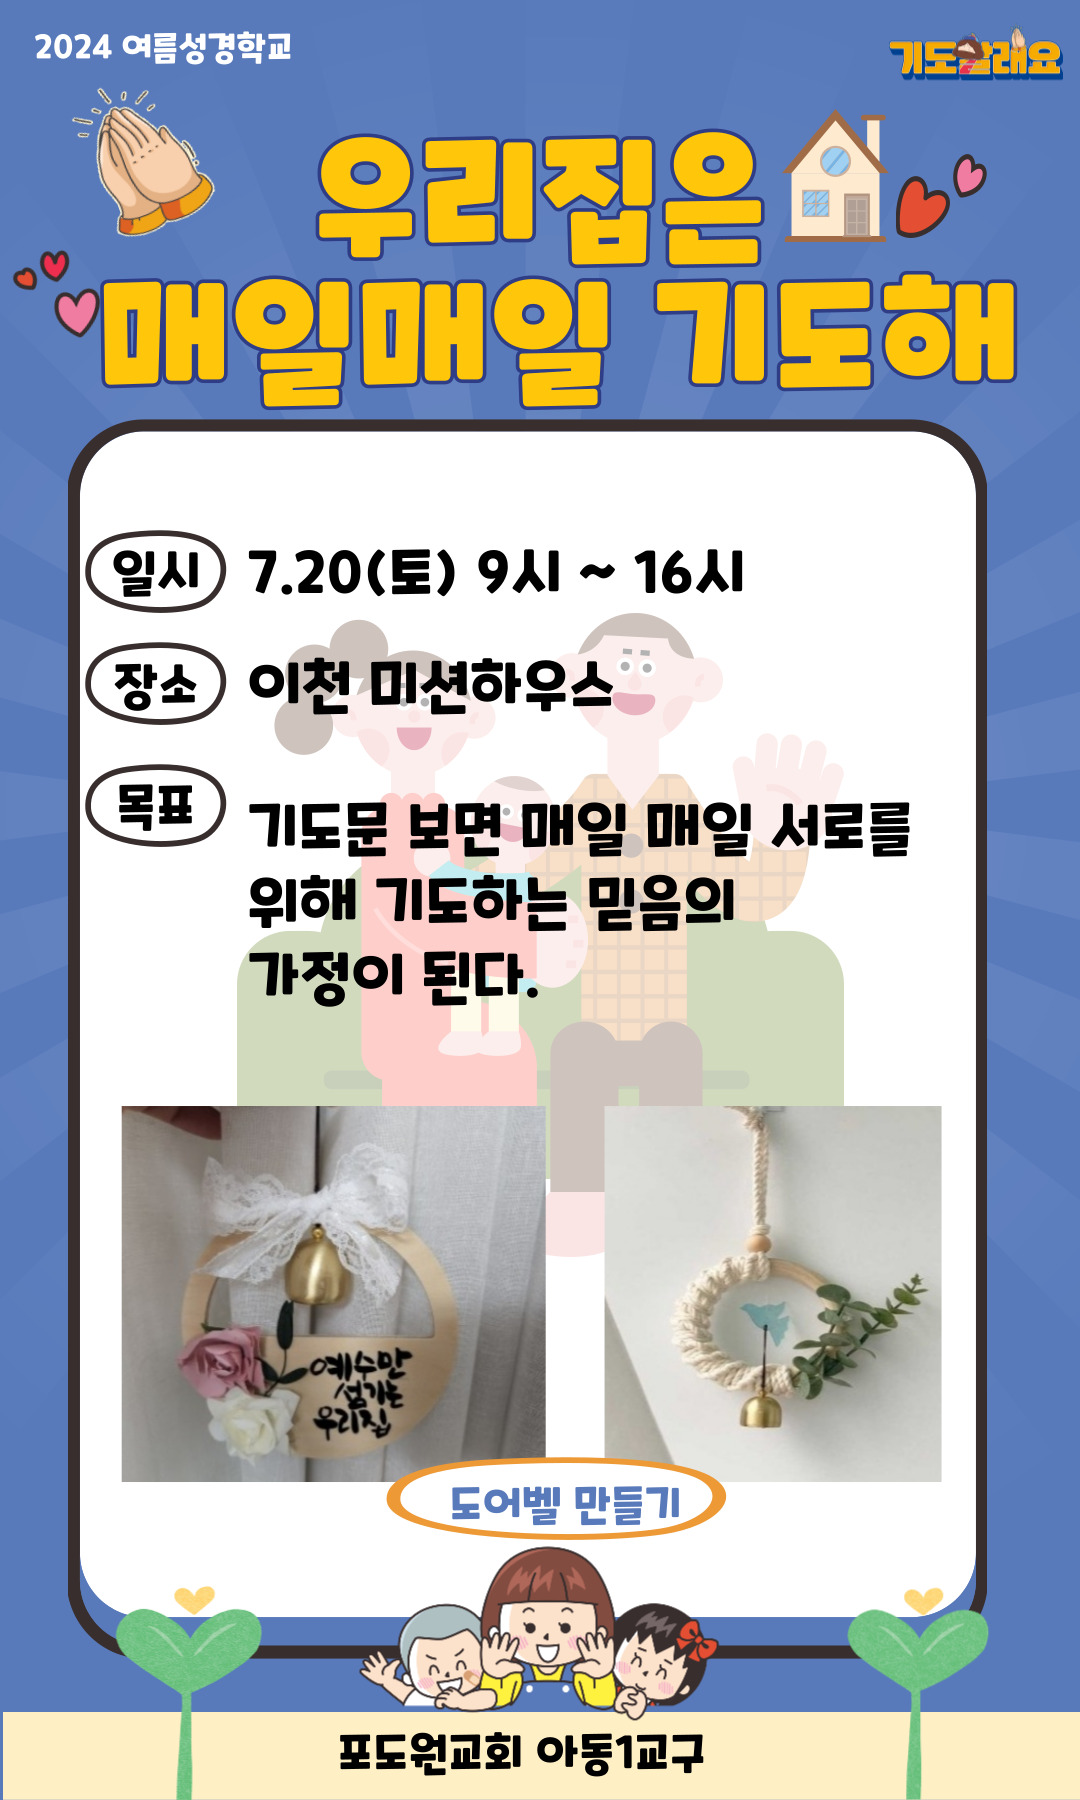 2024 여름성경학교
기도할래요
우리집은
매일매일 기도해
일시
7.20(토) 9시 ~ 16시
장소
이천 미션하우스
목표
기도문 보면 매일 매일 서로를
위해 기도하는 믿음의
가정이 된다.
예수만
섬기는
우리집
도어벨 만들기
포도원교회 아동1교구